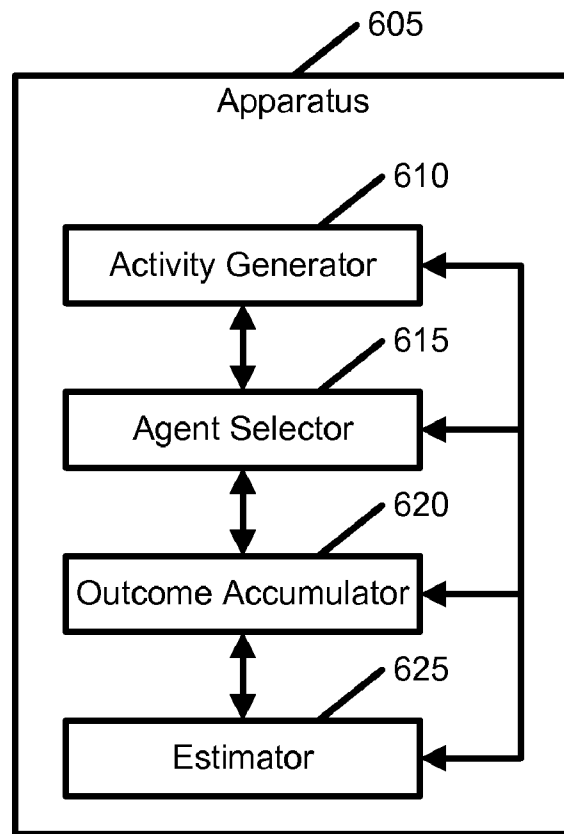 605
Apparatus
610
Activity Generator
615
Agent Selector
620
Outcome Accumulator
625
Estimator